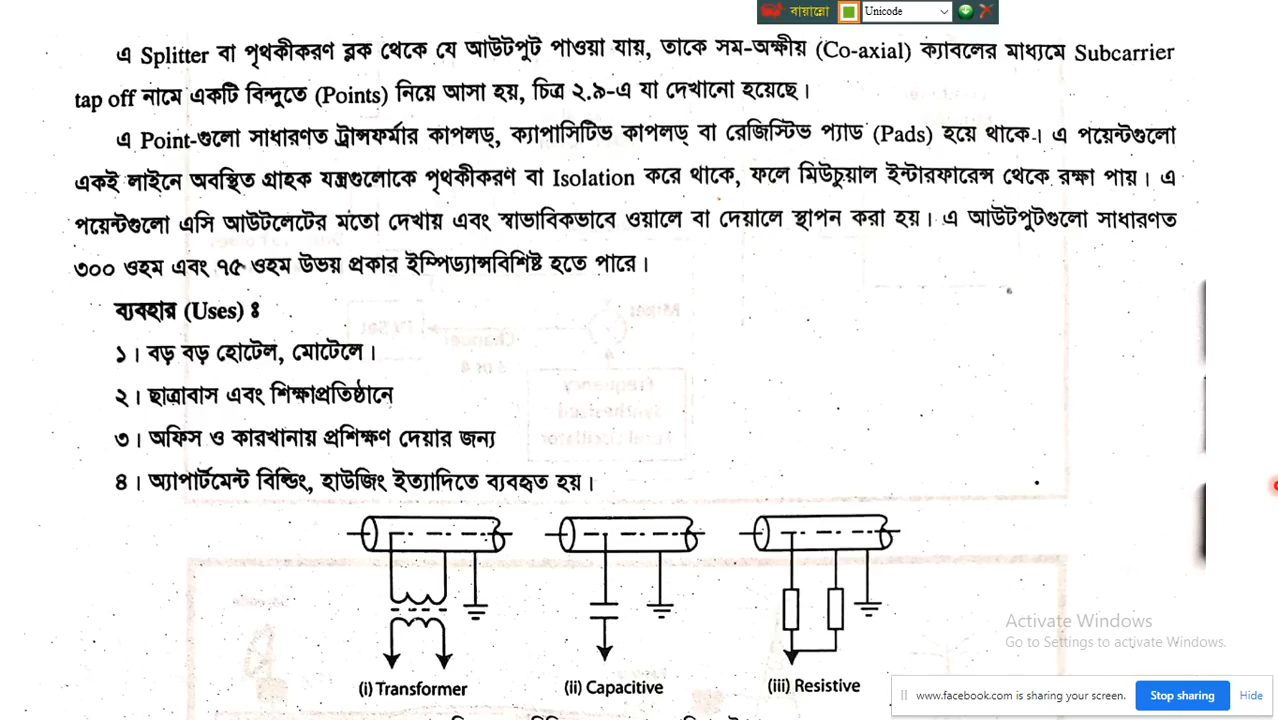 বায়ান্নো Unicode
এ Splitter বা পৃথকীকরণ ব্লক থেকে যে আউটপুট পাওয়া যায়, তাকে সম-অক্ষীয় (Co-axial) ক্যাবলের মাধ্যমে Subcarrier
tap off নামে একটি বিন্দুতে (Points) নিয়ে আসা হয়, চিত্র ২.৯-এ যা দেখানো হয়েছে।
এ Point-গুলো সাধারণত ট্রান্সফর্মার কাপলড্, ক্যাপাসিটিভ কাপলড্ বা রেজিস্টিভ প্যাড (Pads) হয়ে থাকে। এ পয়েন্টগুলো
একই লাইনে অবস্থিত গ্রাহক যন্ত্রগুলোকে পৃথকীকরণ বা Isolation করে থাকে, ফলে মিউচুয়াল ইন্টারফারেন্স থেকে রক্ষা পায়। এ
পয়েন্টগুলো এসি আউটলেটের মতো দেখায় এবং স্বাভাবিকভাবে ওয়ালে বা দেয়ালে স্থাপন করা হয়। এ আউটপুটগুলো সাধারণত
৩০০ ওহম এবং ৭৫ ওহম উভয় প্রকার ইম্পিড্যান্সবিশিষ্ট হতে পারে।
ব্যবহার (Uses) ঃ
১। বড় বড় হোটেল, মোটেলে।
২। ছাত্রাবাস এবং শিক্ষাপ্রতিষ্ঠানে
৩। অফিস ও কারখানায় প্রশিক্ষণ দেয়ার জন্য
৪। অ্যাপার্টমেন্ট বিল্ডিং, হাউজিং ইত্যাদিতে ব্যবহৃত হয়।
(i) Transformer (ii) Capacitive (iii) Resistive
Activate Windows
Go to Settings to activate Windows.
www.facebook.com is sharing your screen. Stop sharing Hide